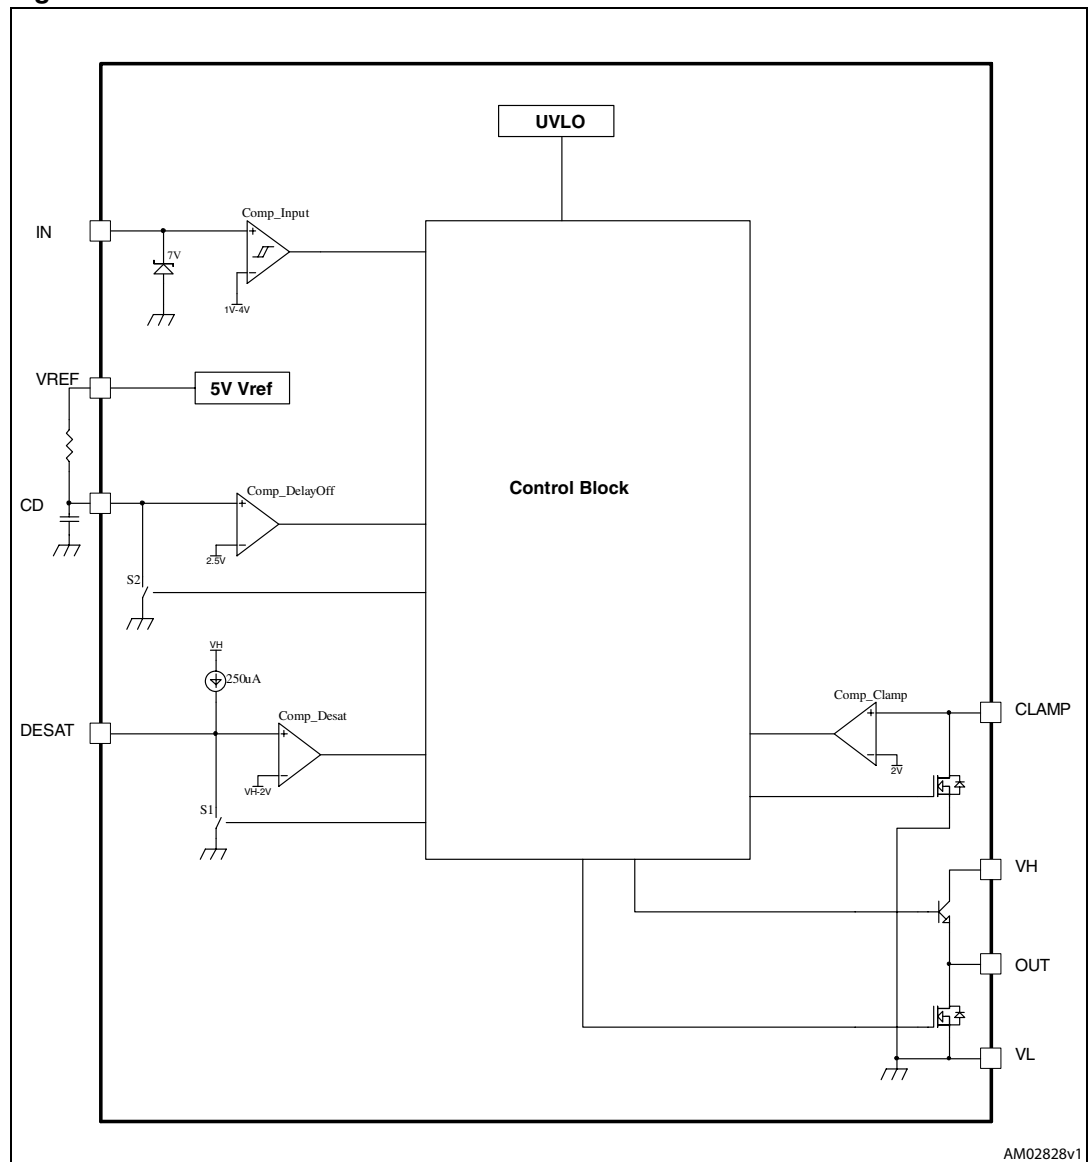 UVLO
Comp_Input
IN
7V
1V-4V
VREF
5V Vref
Comp_DelayOff
CD
Control Block
2.5V
S2
VH
250uA
Comp_Desat
DESAT
VH-2V
S1
Comp_Clamp
CLAMP
2V
VH
OUT
VL
AM02828v1